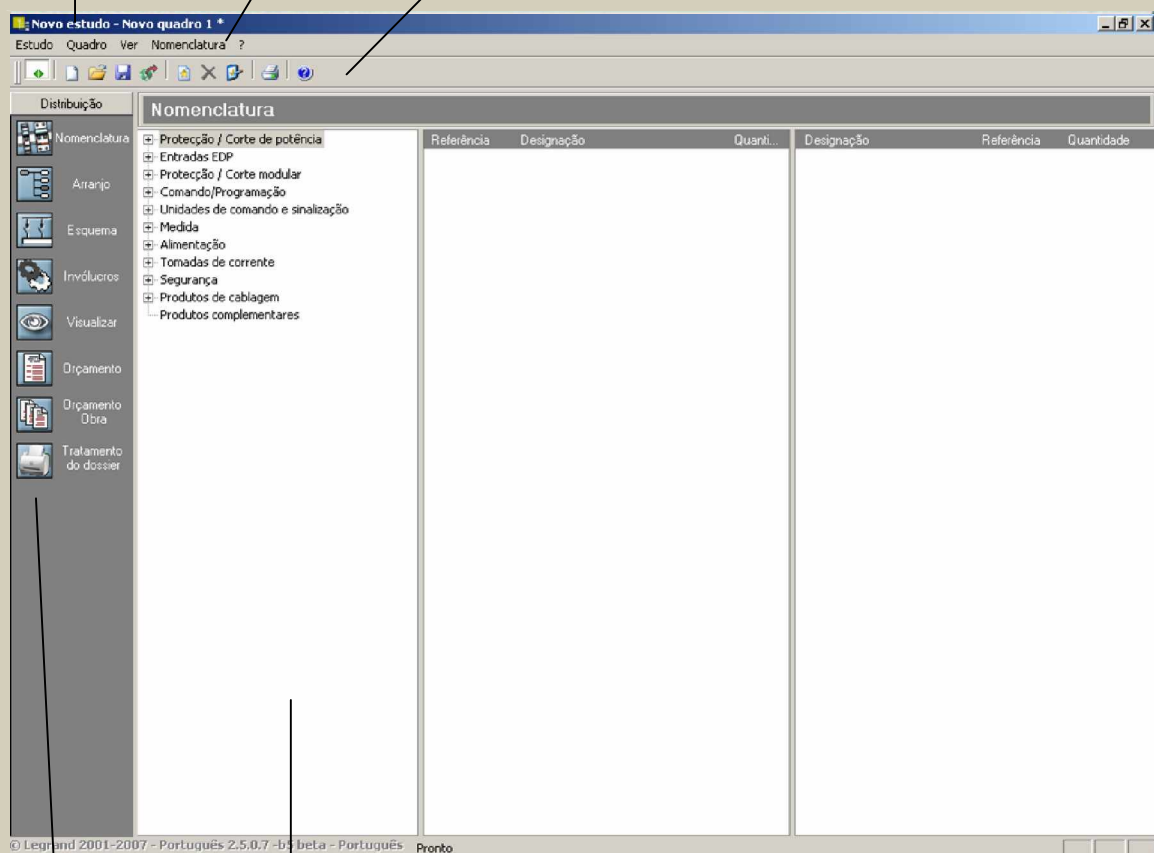 Novo estudo - Novo quadro 1 *
Estudo Quadro Ver Nomenclatura ?
Distribuição
Nomenclatura
Nomenclatura
Arranjo
Esquema
Invólucros
Visualizar
Orçamento
Orçamento
Obra
Tratamento
do dossier
Protecção / Corte de potência
Entradas EDP
Protecção / Corte modular
Comando/Programação
Unidades de comando e sinalização
Medida
Alimentação
Tomadas de corrente
Segurança
Produtos de cablagem
Produtos complementares
Referência Designação Quanti...
Designação Referência Quantidade
© Legrand 2001-2007 - Português 2.5.0.7 -b5 beta - Português Pronto